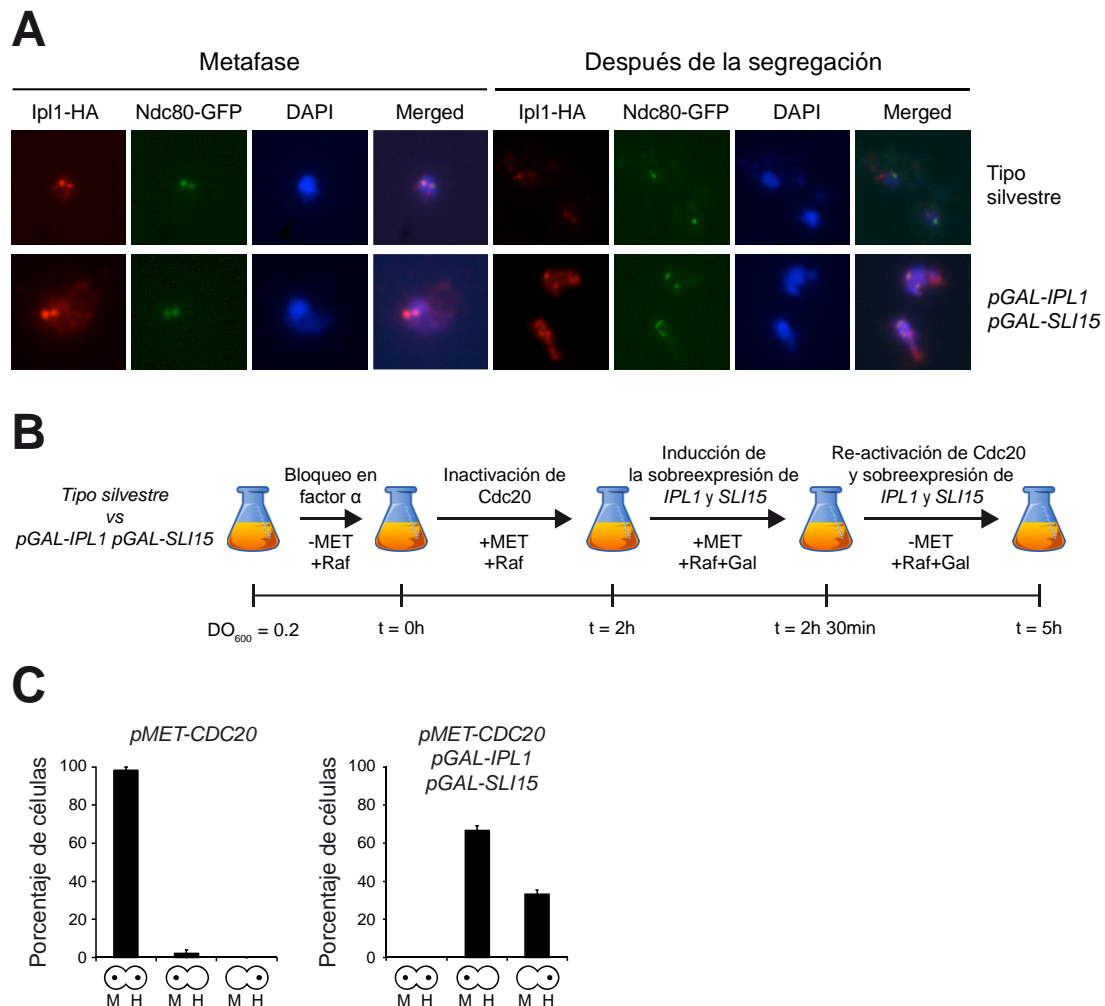 A
Metafase
Después de la segregación
Ipl1-HA
Ndc80-GFP
DAPI
Merged
Ipl1-HA
Ndc80-GFP
DAPI
Merged
Tipo
silvestre
pGAL-IPL1
pGAL-SLI15
B
Tipo silvestre
vs
pGAL-IPL1 pGAL-SLI15
Bloqueo en
factor α
-MET
+Raf
Inactivación de
Cdc20
+MET
+Raf
Inducción de
la sobreexpresión de
IPL1 y SLI15
+MET
+Raf+Gal
Re-activación de Cdc20
y sobreexpresión de
IPL1 y SLI15
-MET
+Raf+Gal
DO600 = 0.2
t = 0h
t = 2h
t = 2h 30min
t = 5h
C
pMET-CDC20
Porcentaje de células
100
80
60
40
20
0
M H
M H
M H
pMET-CDC20
pGAL-IPL1
pGAL-SLI15
Porcentaje de células
100
80
60
40
20
0
M H
M H
M H